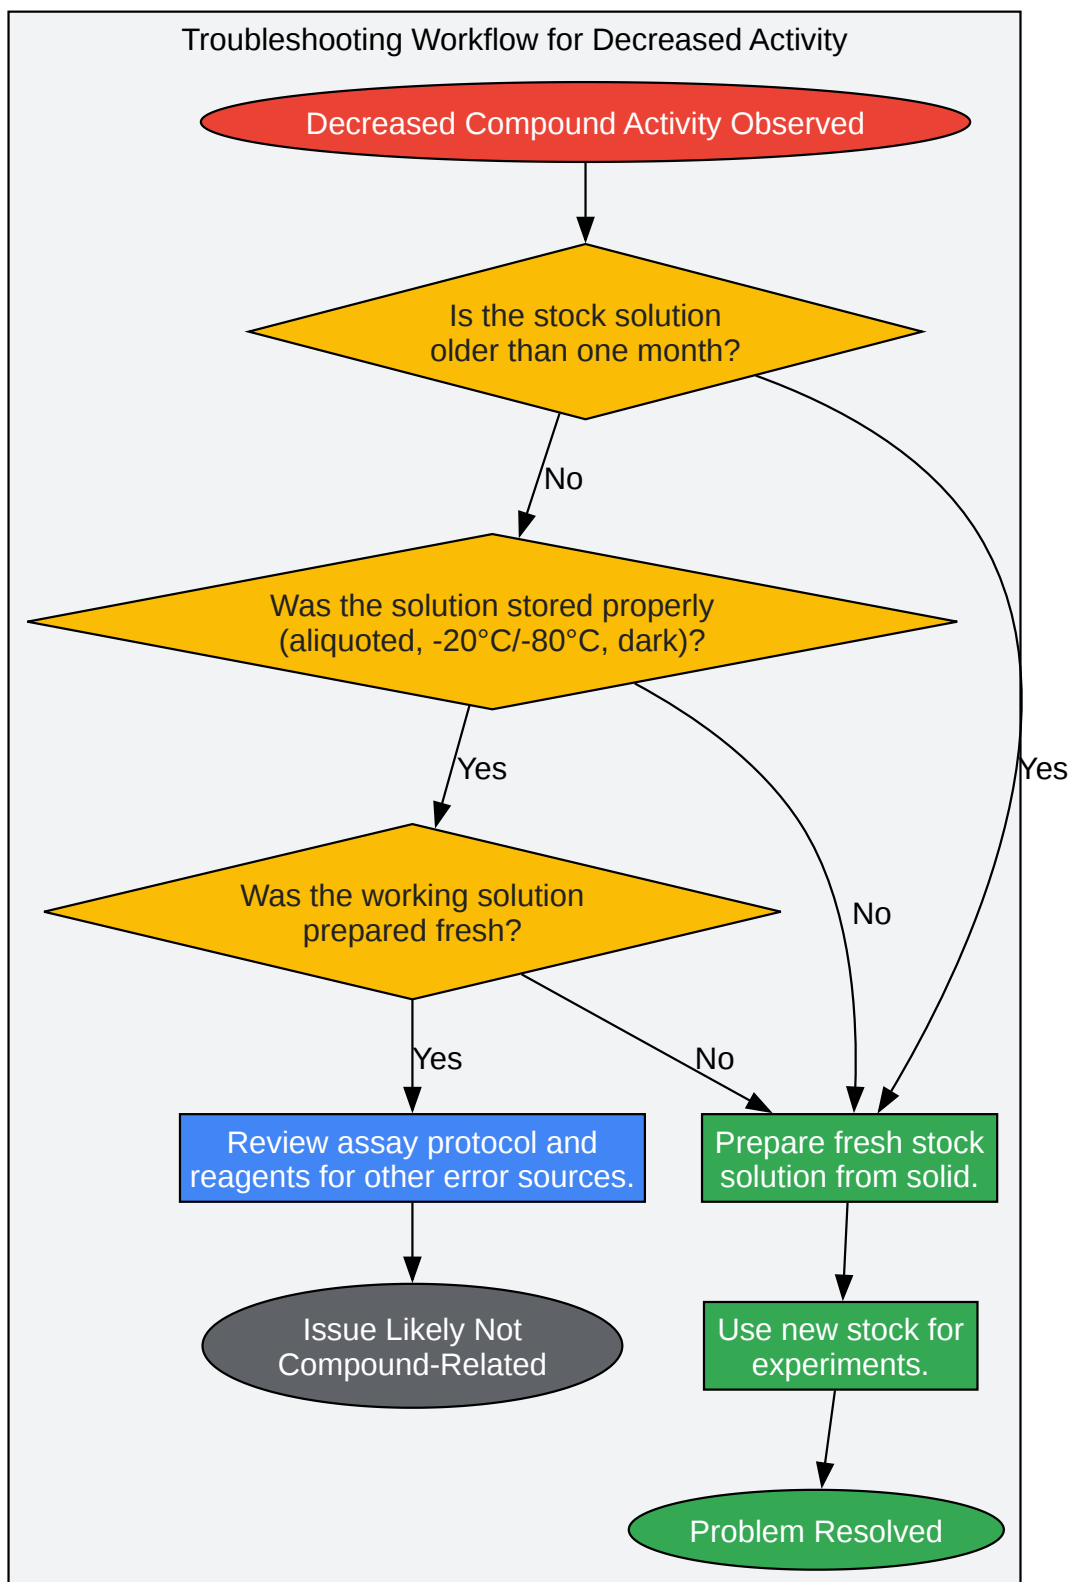 Troubleshooting Workflow for Decreased Activity
Decreased Compound Activity Observed
Is the stock solution
older than one month?
No
Was the solution stored properly
(aliquoted, -20°C/-80°C, dark)?
Yes
Yes
Was the working solution
prepared fresh?
No
Yes
No
Review assay protocol and
reagents for other error sources.
Prepare fresh stock
solution from solid.
Issue Likely Not
Compound-Related
Use new stock for
experiments.
Problem Resolved